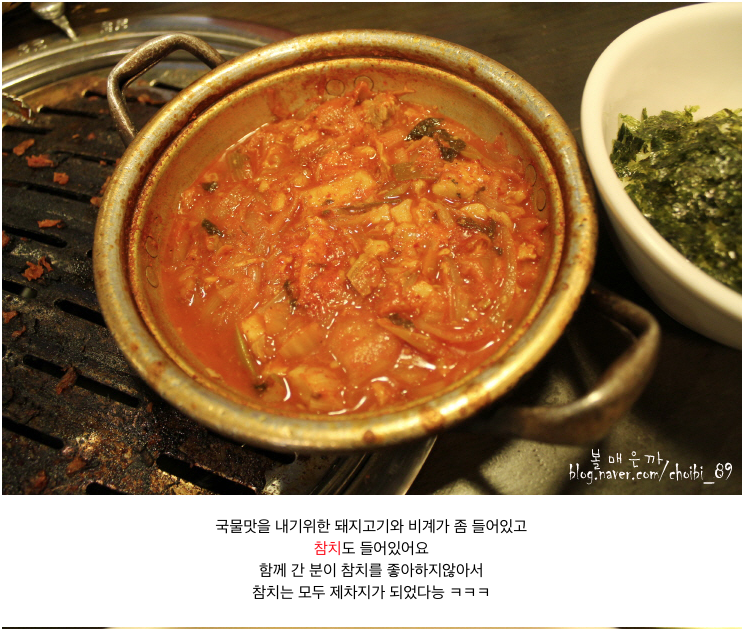 볼매은까
blog.naver.com/choibi_89
국물맛을 내기위한 돼지고기와 비계가 좀 들어있고
참치도 들어있어요
함께 간 분이 참치를 좋아하지않아서
참치는 모두 제차지가 되었다능 ㅋㅋㅋ